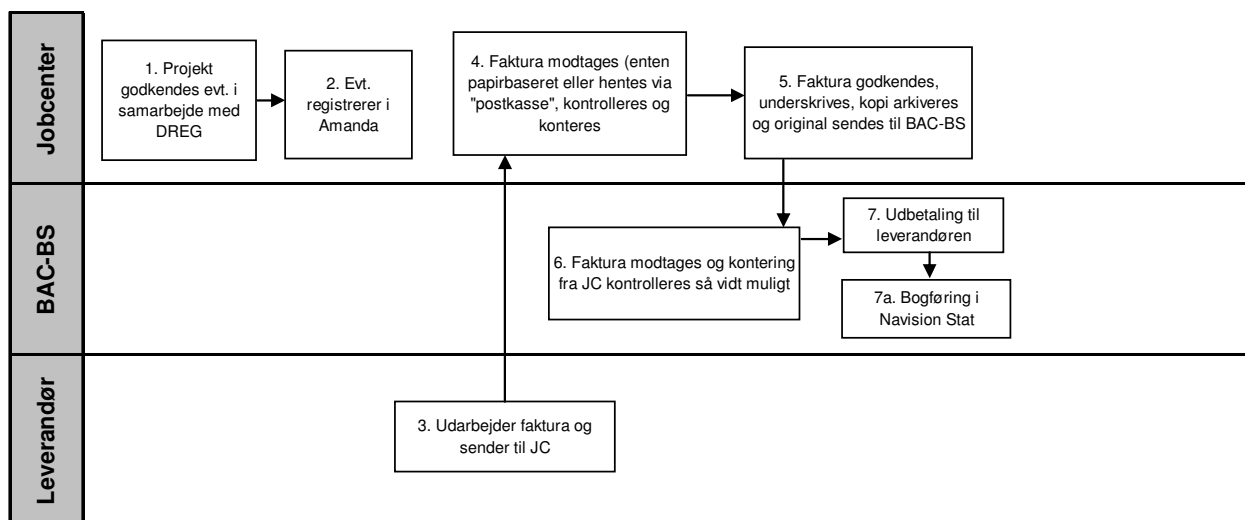 Jobcenter
1. Projekt
godkendes evt. i
samarbejde med
DREG
2. Evt.
registrerer i
Amanda
4. Faktura modtages (enten
papirbaseret eller hentes via
"postkasse", kontrolleres og
konteres
5. Faktura godkendes,
underskrives, kopi arkiveres
og original sendes til BAC-BS
BAC-BS
6. Faktura modtages og kontering
fra JC kontrolleres så vidt muligt
7. Udbetaling til
leverandøren
7a. Bogføring i
Navision Stat
Leverandør
3. Udarbejder faktura og
sender til JC